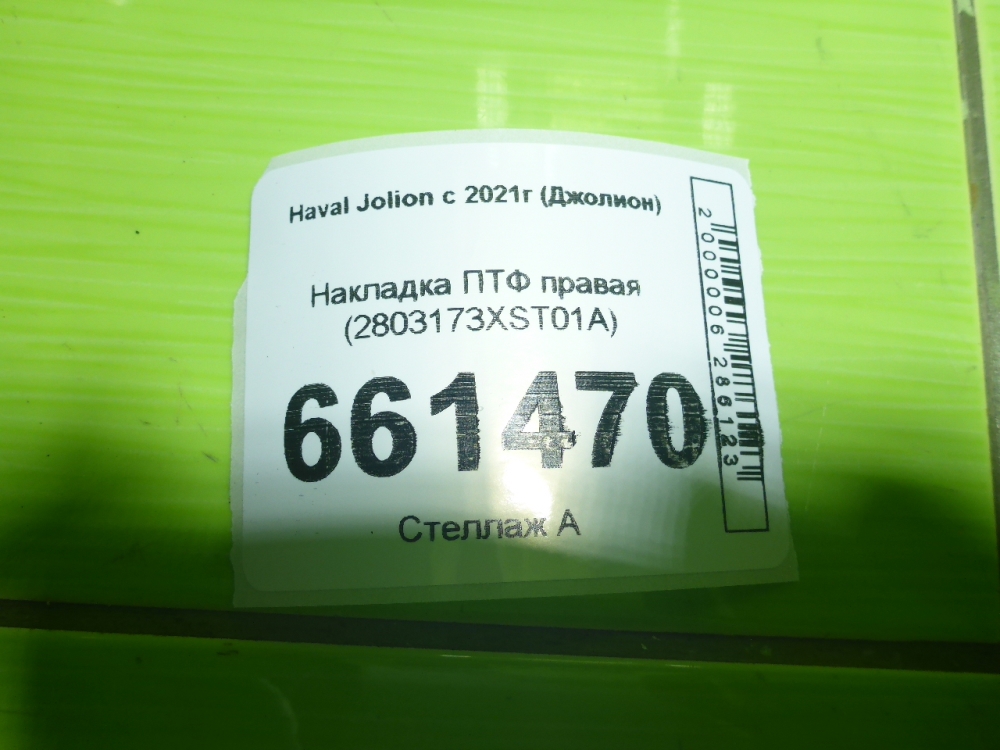 Haval Jolion с 2021г (Джолион)
Накладка ПТФ правая
(2803173XST01A)
661470
Стеллаж А
2000006286123